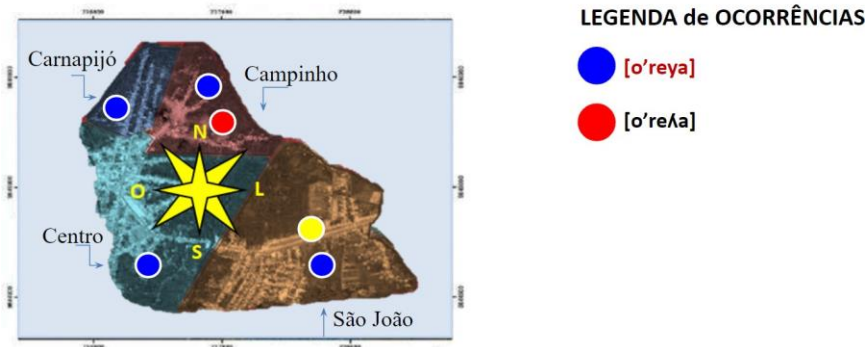 LEGENDA de OCORRÊNCIAS
[o’reya]
[o’reʎa]
Carnapijó
Campinho
N
O
L
S
Centro
São João